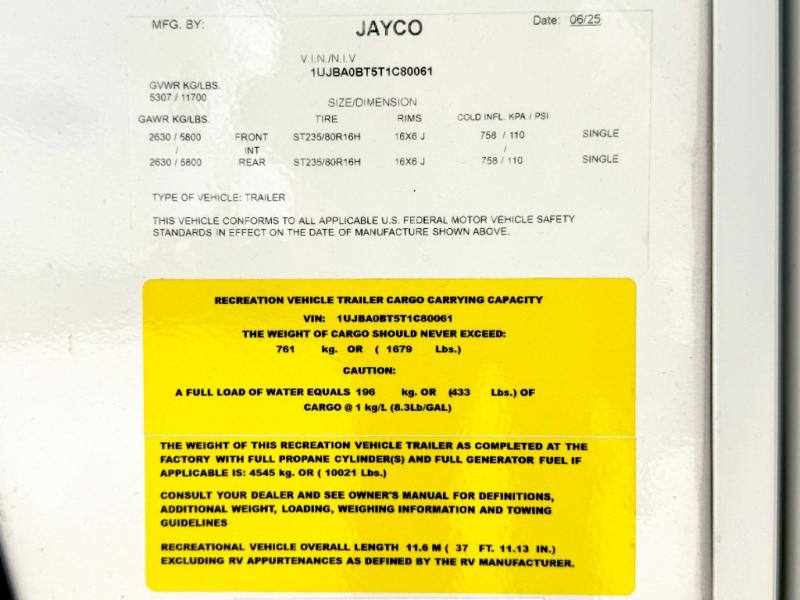 MFG. BY: JAYCO Date: 06/25
V.I.N./N.I.V
1UJBA0BT5T1C80061
GVWR KG/LBS.
5307 / 11700
SIZE/DIMENSION
GAWR KG/LBS. TIRE RIMS COLD INFL. KPA / PSI
2630 / 5800 FRONT ST235/80R16H 16X6 J 758 / 110 SINGLE
/ INT /
2630 / 5800 REAR ST235/80R16H 16X6 J 758 / 110 SINGLE
TYPE OF VEHICLE: TRAILER
THIS VEHICLE CONFORMS TO ALL APPLICABLE U.S. FEDERAL MOTOR VEHICLE SAFETY
STANDARDS IN EFFECT ON THE DATE OF MANUFACTURE SHOWN ABOVE.
RECREATION VEHICLE TRAILER CARGO CARRYING CAPACITY
VIN: 1UJBA0BT5T1C80061
THE WEIGHT OF CARGO SHOULD NEVER EXCEED:
761 kg. OR ( 1679 Lbs.)
CAUTION:
A FULL LOAD OF WATER EQUALS 196 kg. OR (433 Lbs.) OF
CARGO @ 1 kg/L (8.3Lb/GAL)
THE WEIGHT OF THIS RECREATION VEHICLE TRAILER AS COMPLETED AT THE
FACTORY WITH FULL PROPANE CYLINDER(S) AND FULL GENERATOR FUEL IF
APPLICABLE IS: 4545 kg. OR ( 10021 Lbs.)
CONSULT YOUR DEALER AND SEE OWNER'S MANUAL FOR DEFINITIONS,
ADDITIONAL WEIGHT, LOADING, WEIGHING INFORMATION AND TOWING
GUIDELINES
RECREATIONAL VEHICLE OVERALL LENGTH 11.6 M ( 37 FT. 11.13 IN.)
EXCLUDING RV APPURTENANCES AS DEFINED BY THE RV MANUFACTURER.